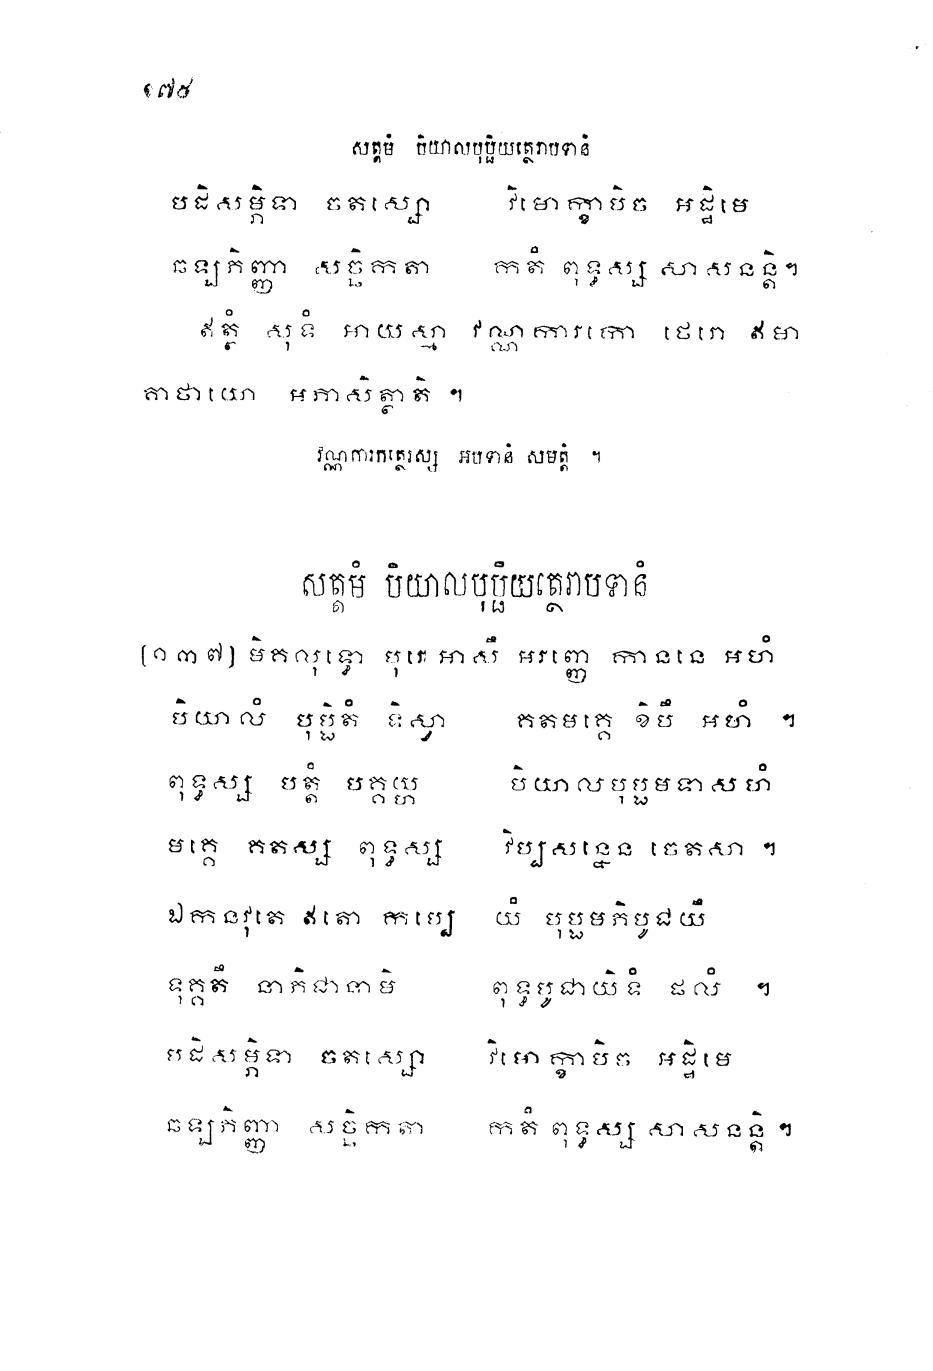 ១៧៥
សត្តមំ បិយាលបុប្ផិយត្ថេរាបទានំ
បដិសម្ភិទា ចតស្សោ វិមោក្ខាបិច អដ្ឋិមេ
ឆឡភិញ្ញា សច្ឆិកតា កតំ ពុទ្ធស្ស សាសនន្តិ។
ឥត្ថំ សុទំ អាយស្មា វណ្ណការកោ ថេរោ ឥមា
គាថាយោ អភាសិត្ថាតិ ។
វណ្ណការកត្ថេរស្ស អបទានំ សមត្តំ ។
សត្តមំ បិយាលបុប្ផិយត្ថេរាបទានំ
(១៣៧) មិគលុទ្ទោ បុរេ អាសឹ អរញ្ញេ កាននេ អហំ
បិយាលំ បុប្ផិតំ ទិស្វា គតមគ្គេ ខិបឹ អហំ ។
ពុទ្ធស្ស បត្តំ បគ្គយ្ហ បិយាលបុប្ផមទាសហំ
មគ្គេ គតស្ស ពុទ្ធស្ស វិប្បសន្នេន ចេតសា ។
ឯកនវុតេ ឥតោ កប្បេ យំ បុប្ផមភិបូជយឹ
ទុគ្គតឹ នាភិជានាមិ ពុទ្ធបូជាយិទំ ផលំ ។
បដិសម្ភិទា ចតស្សោ វិមោក្ខាបិច អដ្ឋិមេ
ឆឡភិញ្ញា សច្ឆិកតា កតំ ពុទ្ធស្ស សាសនន្តិ ។